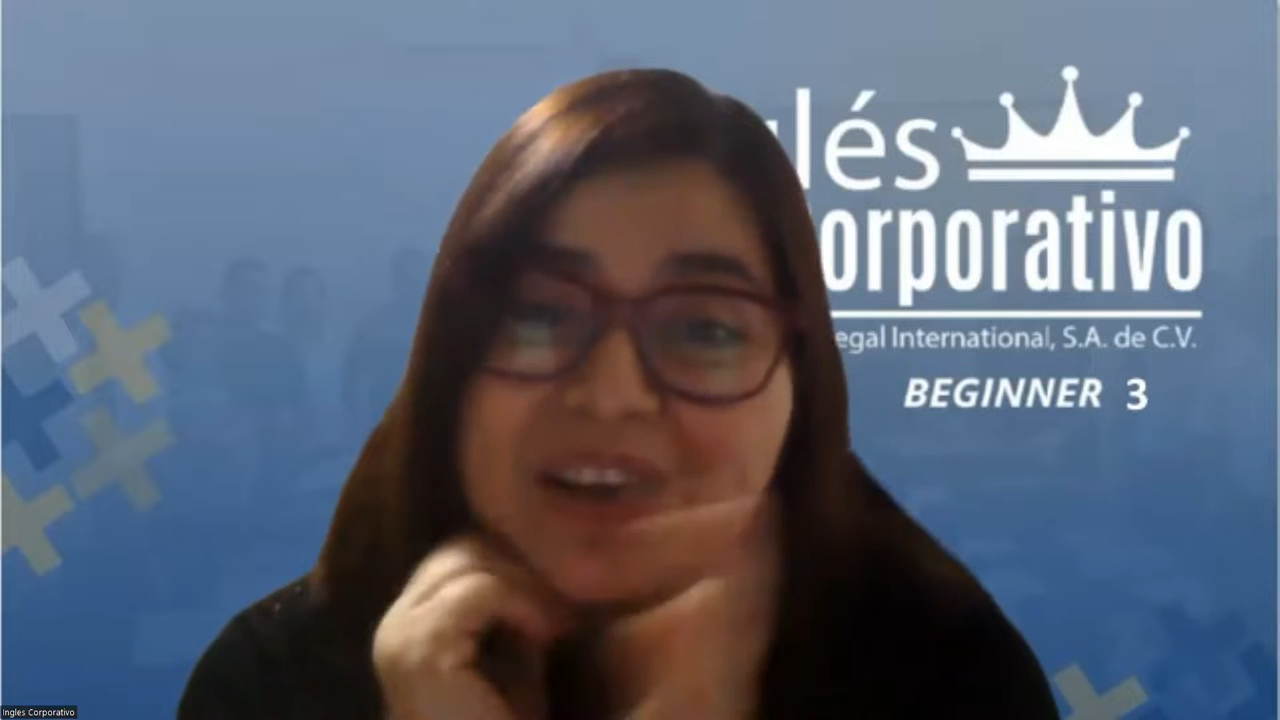 lés
orporativo
egal International, S.A. de C.V.
BEGINNER 3
Ingles Corporativo